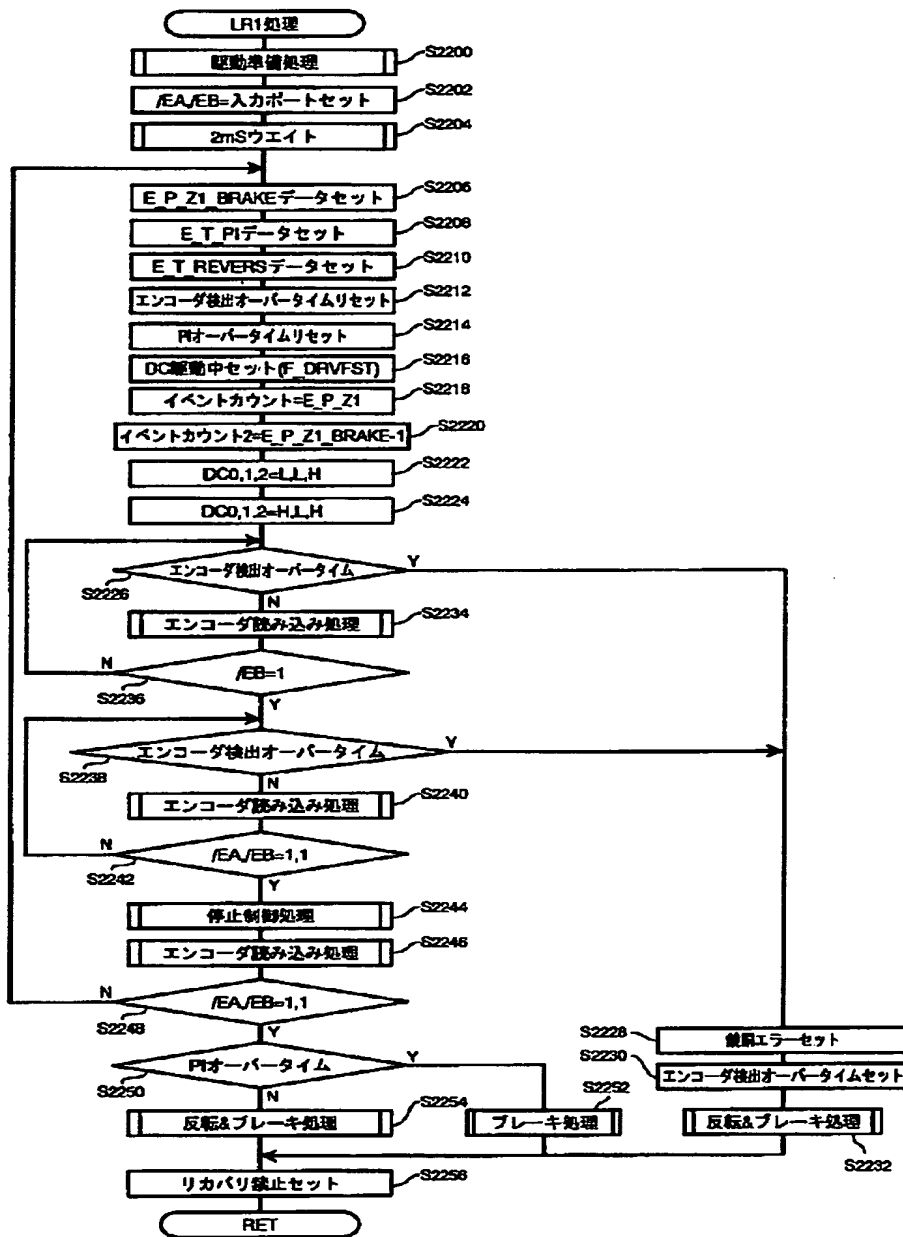 LR1処理
駆動準備処理
S2200
/EA,/EB=入力ポートセット
S2202
2mSウエイト
S2204
E_P_Z1_BRAKEデータセット
S2206
E_T_PIデータセット
S2208
E_T_REVERSデータセット
S2210
エンコーダ検出オーバータイムリセット
S2212
PIオーバータイムリセット
S2214
DC駆動中セット(F_DRVFST)
S2216
イベントカウント=E_P_Z1
S2218
イベントカウント2=E_P_Z1_BRAKE-1
S2220
DC0,1,2=L,L,H
S2222
DC0,1,2=H,L,H
S2224
エンコーダ検出オーバータイム
Y
S2226
N
エンコーダ読み込み処理
S2234
N
/EB=1
S2236
Y
エンコーダ検出オーバータイム
Y
S2238
N
エンコーダ読み込み処理
S2240
N
/EA,/EB=1,1
S2242
Y
停止制御処理
S2244
エンコーダ読み込み処理
S2246
N
/EA,/EB=1,1
S2248
Y
S2228
鏡胴エラーセット
PIオーバータイム
Y
S2250
S2230
エンコーダ検出オーバータイムセット
N
反転&ブレーキ処理
S2254
S2252
ブレーキ処理
反転&ブレーキ処理
S2232
リカバリ禁止セット
S2256
RET